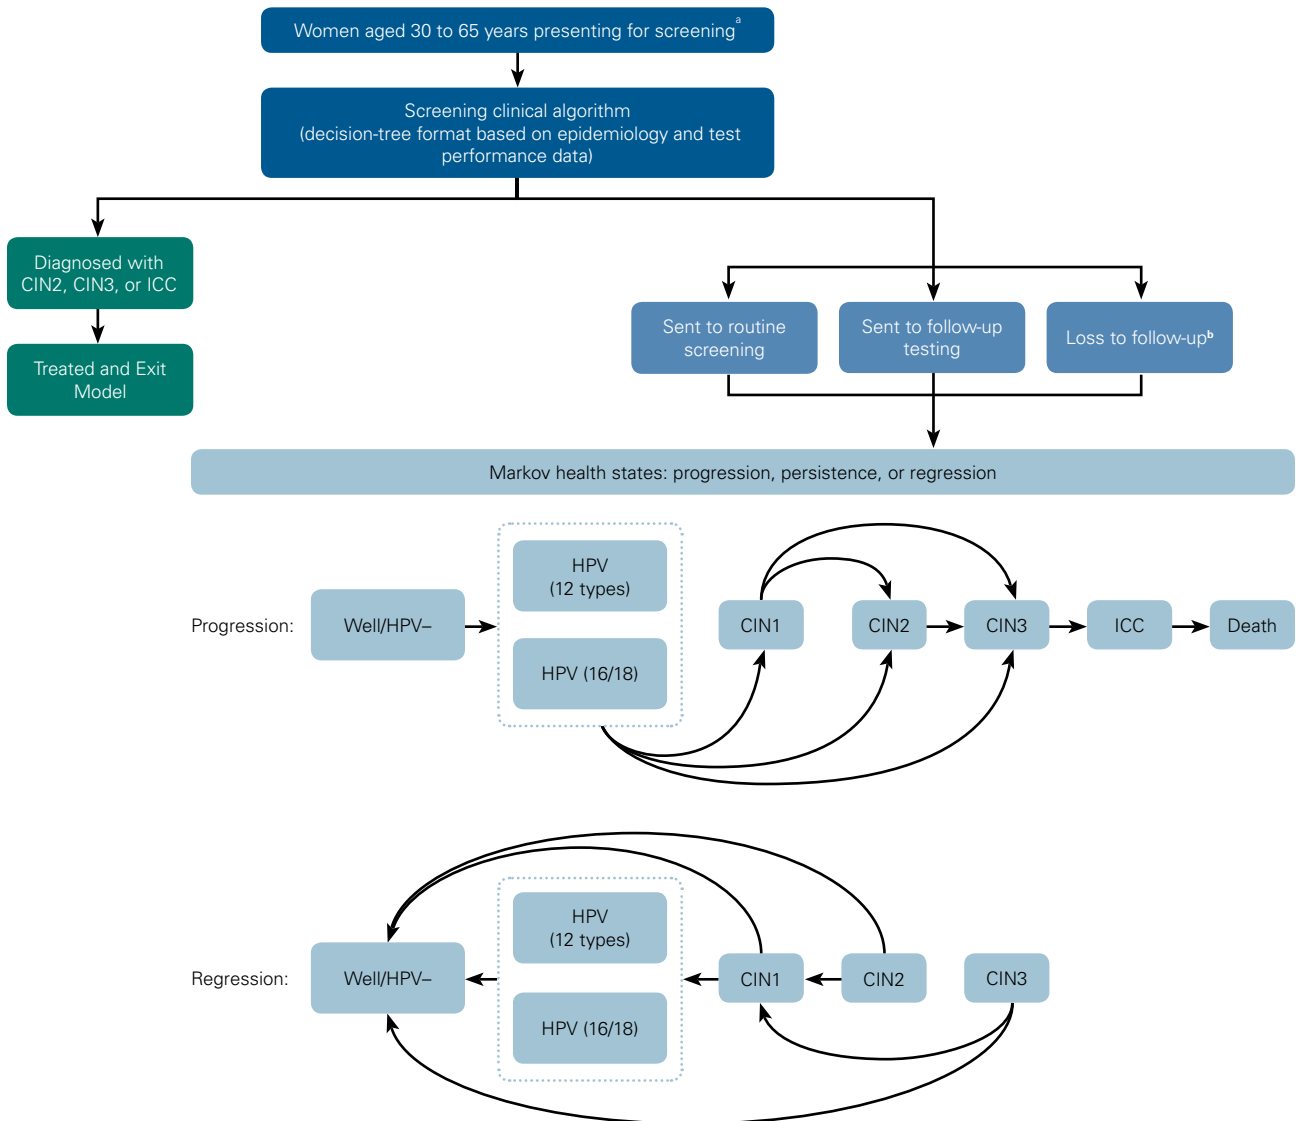 Women aged 30 to 65 years presenting for screeningᵃ
Screening clinical algorithm
(decision-tree format based on epidemiology and test
performance data)
Diagnosed with
CIN2, CIN3, or ICC
Treated and Exit
Model
Sent to routine
screening
Sent to follow-up
testing
Loss to follow-upᵇ
Markov health states: progression, persistence, or regression
Progression:
Well/HPV–
HPV
(12 types)
HPV (16/18)
CIN1
CIN2
CIN3
ICC
Death
Regression:
Well/HPV–
HPV
(12 types)
HPV (16/18)
CIN1
CIN2
CIN3